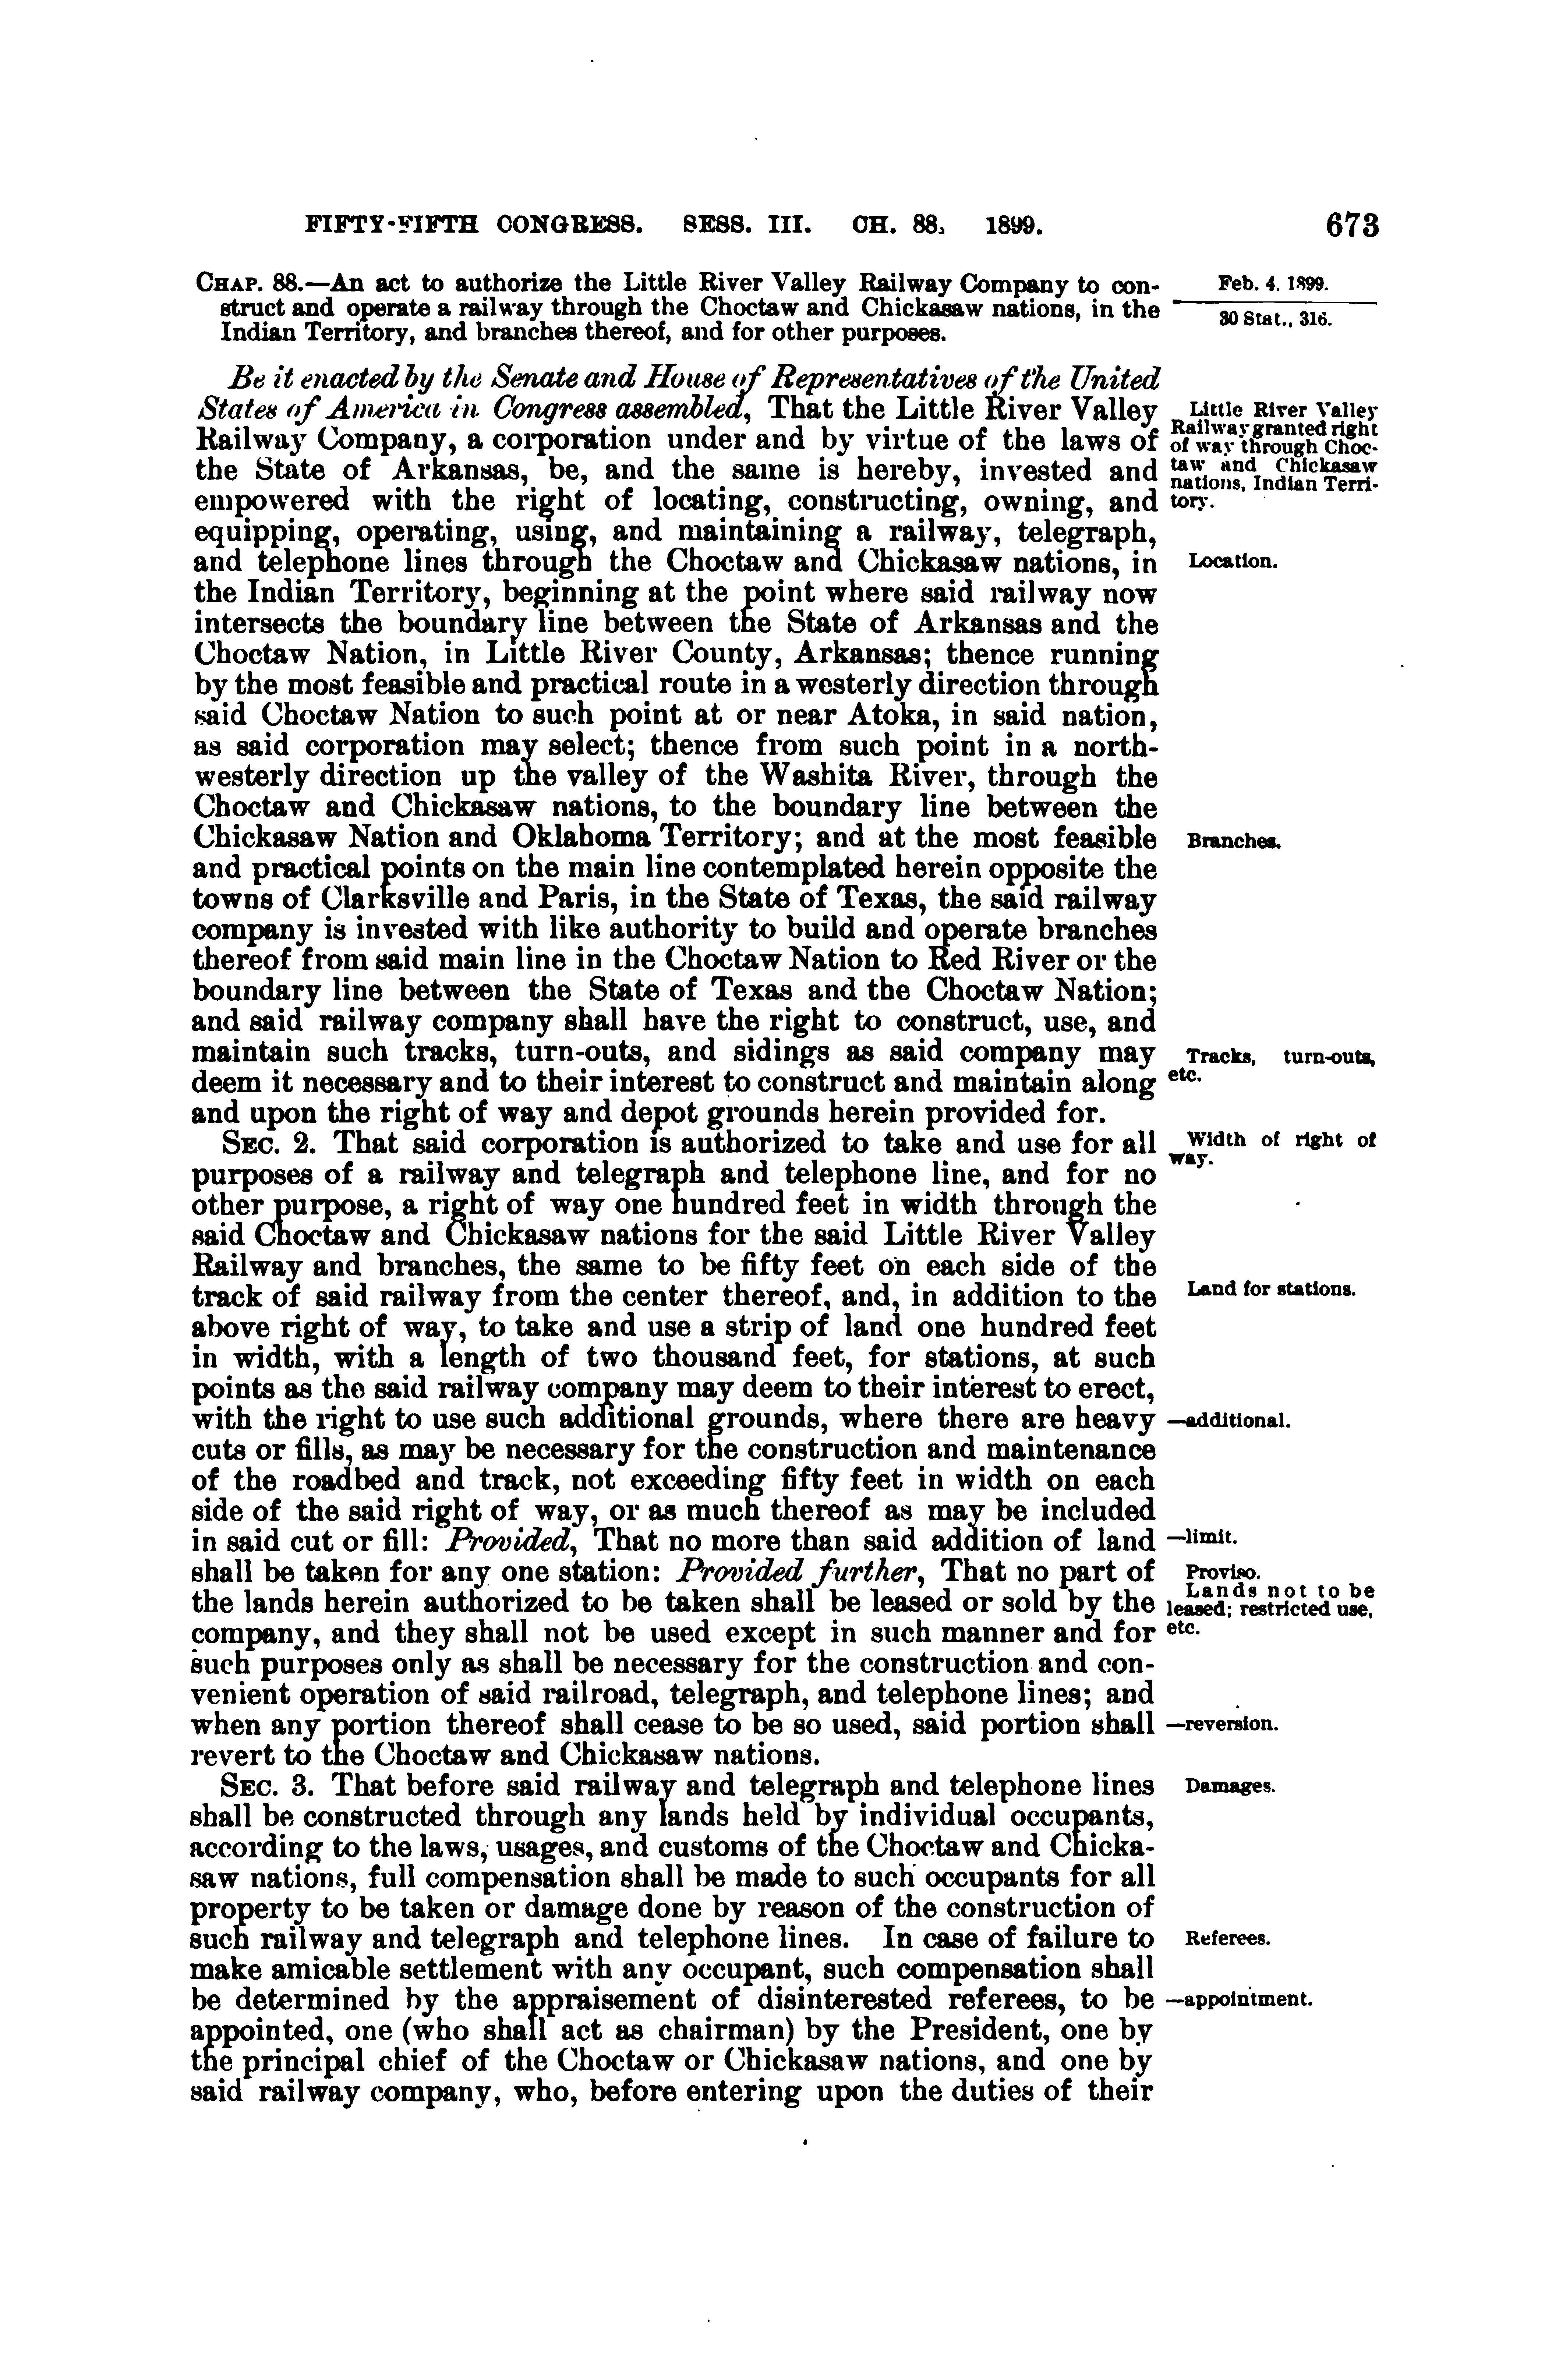 FIFTY-FIFTH CONGRESS. SESS. III. CH. 88, 1899. 673
CHAP. 88.—An act to authorize the Little River Valley Railway Company to con-
struct and operate a railway through the Choctaw and Chickasaw nations, in the
Indian Territory, and branches thereof, and for other purposes.
Feb. 4. 1899.
30 Stat., 316.
Be it enacted by the Senate and House of Representatives of the United
States of America in Congress assembled, That the Little River Valley
Railway Company, a corporation under and by virtue of the laws of
the State of Arkansas, be, and the same is hereby, invested and
empowered with the right of locating, constructing, owning, and
equipping, operating, using, and maintaining a railway, telegraph,
and telephone lines through the Choctaw and Chickasaw nations, in
the Indian Territory, beginning at the point where said railway now
intersects the boundary line between the State of Arkansas and the
Choctaw Nation, in Little River County, Arkansas; thence running
by the most feasible and practical route in a westerly direction through
said Choctaw Nation to such point at or near Atoka, in said nation,
as said corporation may select; thence from such point in a north-
westerly direction up the valley of the Washita River, through the
Choctaw and Chickasaw nations, to the boundary line between the
Chickasaw Nation and Oklahoma Territory; and at the most feasible
and practical points on the main line contemplated herein opposite the
towns of Clarksville and Paris, in the State of Texas, the said railway
company is invested with like authority to build and operate branches
thereof from said main line in the Choctaw Nation to Red River or the
boundary line between the State of Texas and the Choctaw Nation;
and said railway company shall have the right to construct, use, and
maintain such tracks, turn-outs, and sidings as said company may
deem it necessary and to their interest to construct and maintain along
and upon the right of way and depot grounds herein provided for.
Little River Valley
Railway granted right
of way through Choc-
taw and Chickasaw
nations, Indian Terri-
tory.
Location.
Branches.
Tracks, turn-outs,
etc.
SEC. 2. That said corporation is authorized to take and use for all
purposes of a railway and telegraph and telephone line, and for no
other purpose, a right of way one hundred feet in width through the
said Choctaw and Chickasaw nations for the said Little River Valley
Railway and branches, the same to be fifty feet on each side of the
track of said railway from the center thereof, and, in addition to the
above right of way, to take and use a strip of land one hundred feet
in width, with a length of two thousand feet, for stations, at such
points as the said railway company may deem to their interest to erect,
with the right to use such additional grounds, where there are heavy
cuts or fills, as may be necessary for the construction and maintenance
of the roadbed and track, not exceeding fifty feet in width on each
side of the said right of way, or as much thereof as may be included
in said cut or fill: Provided, That no more than said addition of land
shall be taken for any one station: Provided further, That no part of
the lands herein authorized to be taken shall be leased or sold by the
company, and they shall not be used except in such manner and for
such purposes only as shall be necessary for the construction and con-
venient operation of said railroad, telegraph, and telephone lines; and
when any portion thereof shall cease to be so used, said portion shall
revert to the Choctaw and Chickasaw nations.
Width of right of
way.
Land for stations.
—additional.
—limit.
Proviso.
Lands not to be
leased; restricted use,
etc.
—reversion.
SEC. 3. That before said railway and telegraph and telephone lines
shall be constructed through any lands held by individual occupants,
according to the laws, usages, and customs of the Choctaw and Chicka-
saw nations, full compensation shall be made to such occupants for all
property to be taken or damage done by reason of the construction of
such railway and telegraph and telephone lines. In case of failure to
make amicable settlement with any occupant, such compensation shall
be determined by the appraisement of disinterested referees, to be
appointed, one (who shall act as chairman) by the President, one by
the principal chief of the Choctaw or Chickasaw nations, and one by
said railway company, who, before entering upon the duties of their
Damages.
Referees.
—appointment.